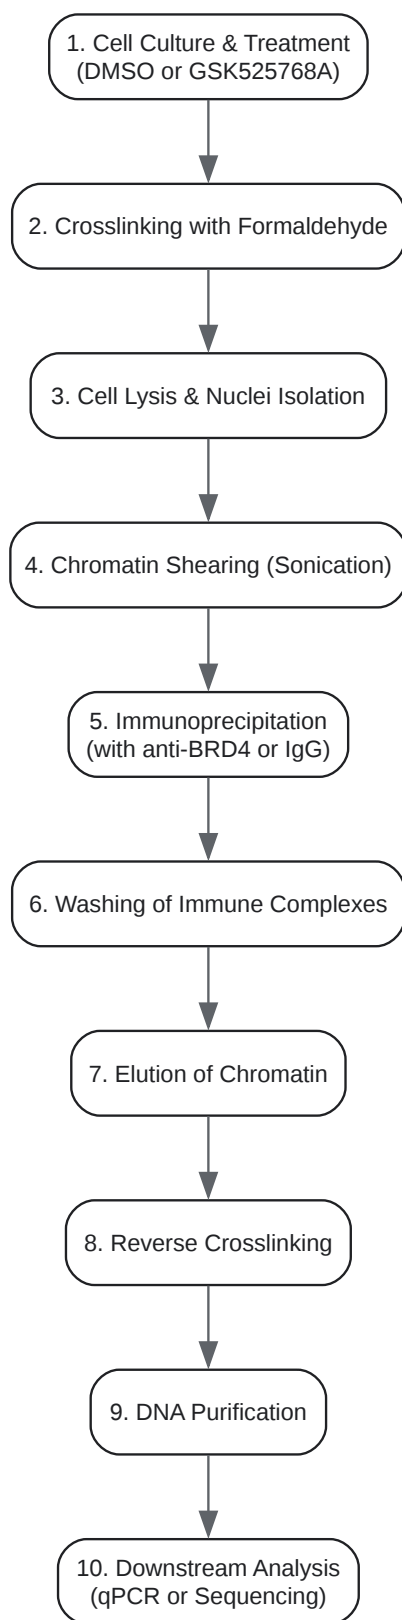 1. Cell Culture & Treatment
(DMSO or GSK525768A)
2. Crosslinking with Formaldehyde
3. Cell Lysis & Nuclei Isolation
4. Chromatin Shearing (Sonication)
5. Immunoprecipitation
(with anti-BRD4 or IgG)
6. Washing of Immune Complexes
7. Elution of Chromatin
8. Reverse Crosslinking
9. DNA Purification
10. Downstream Analysis
(qPCR or Sequencing)